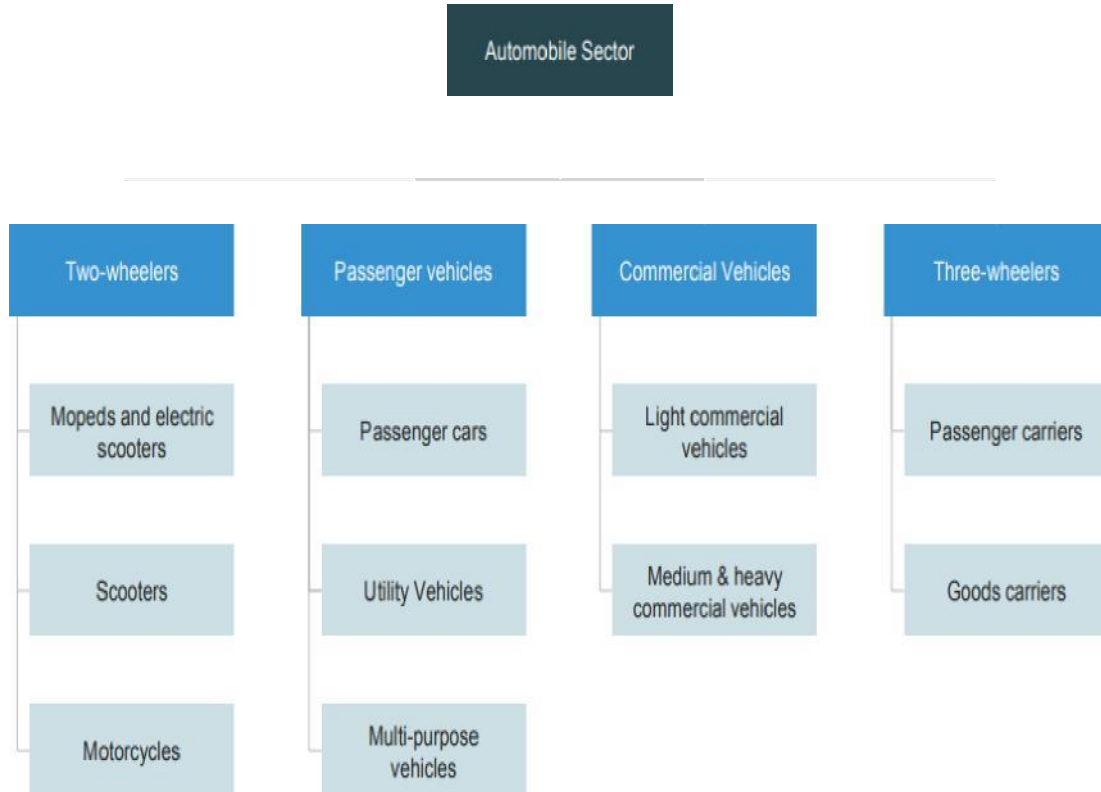 Automobile Sector
Two-wheelers
Passenger vehicles
Commercial Vehicles
Three-wheelers
Mopeds and electric
scooters
Passenger cars
Light commercial
vehicles
Passenger carriers
Scooters
Utility Vehicles
Medium & heavy
commercial vehicles
Goods carriers
Motorcycles
Multi-purpose
vehicles